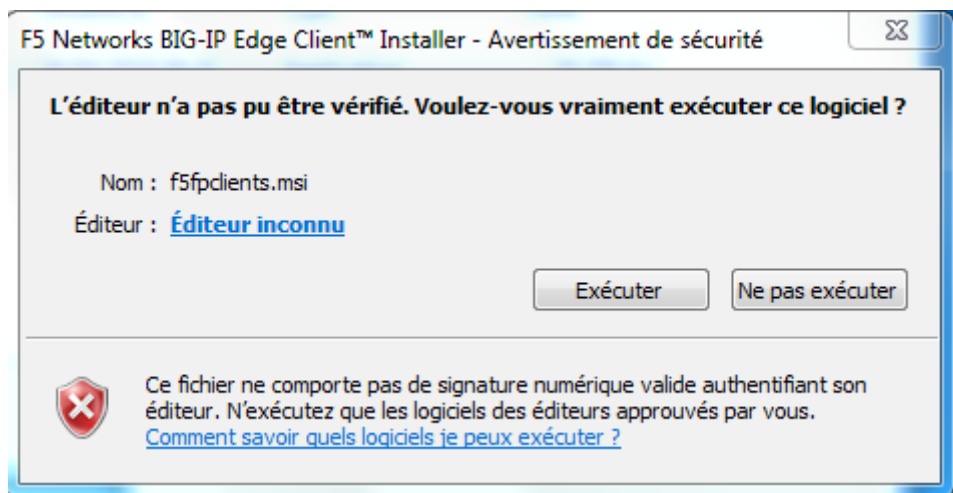 F5 Networks BIG-IP Edge Client™ Installer - Avertissement de sécurité
L'éditeur n'a pas pu être vérifié. Voulez-vous vraiment exécuter ce logiciel ?
Nom : f5fpclients.msi
Éditeur : Éditeur inconnu
Exécuter Ne pas exécuter
Ce fichier ne comporte pas de signature numérique valide authentifiant son
éditeur. N'exécutez que les logiciels des éditeurs approuvés par vous.
Comment savoir quels logiciels je peux exécuter ?